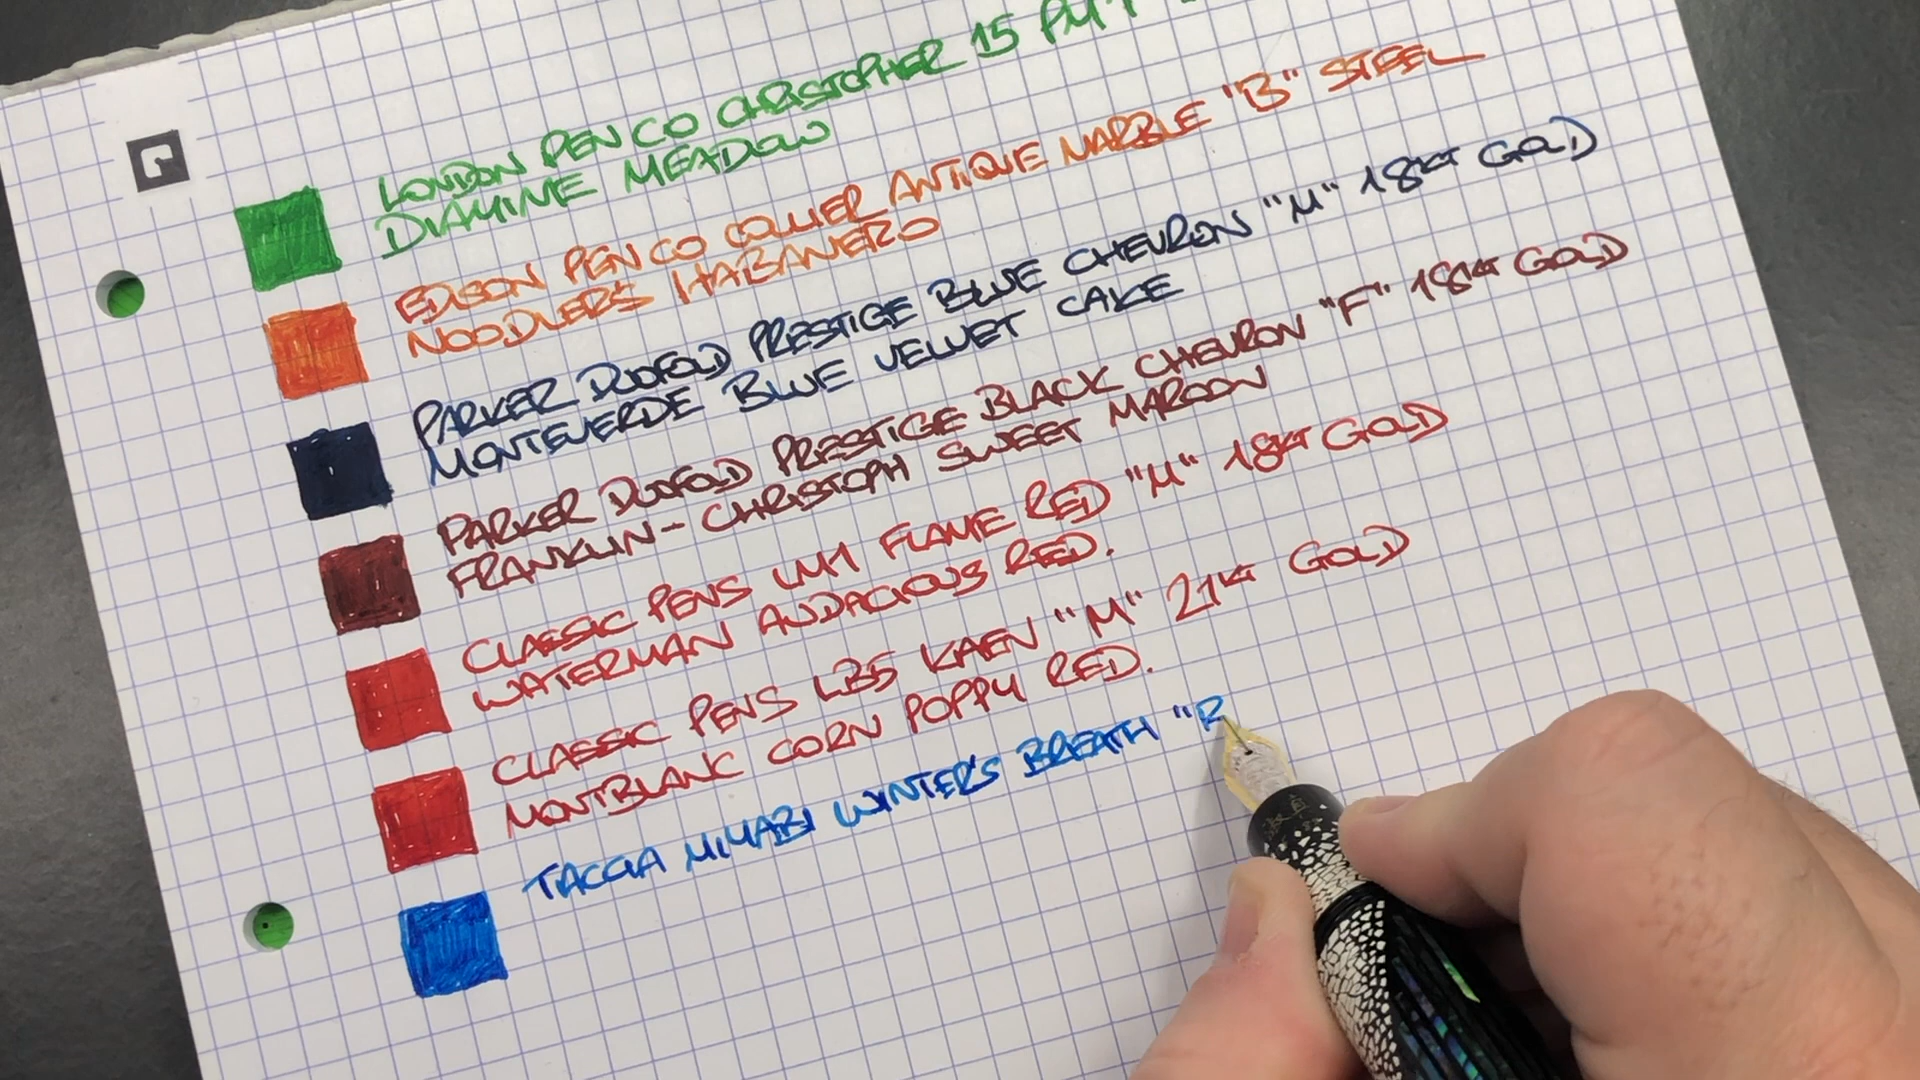 LONDON PEN CO CHRISTOPHER 15
DIAMINE MEADOW
EDISON PEN CO COLLIER ANTIQUE MARBLE "B" STEEL
NOODLERS HABANERO
PARKER DUOFOLD PRESTIGE BLUE CHEVRON "M" 18KT GOLD
MONTEVERDE BLUE VELVET CAKE
PARKER DUOFOLD PRESTIGE BLACK CHEVRON "F" 18KT GOLD
FRANKLIN-CHRISTOPH SWEET MAROON
CLASSIC PENS LM1 FLAME RED "M" 18KT GOLD
WATERMAN AUDACIOUS RED.
CLASSIC PENS LB5 KAEN "M" 21KT GOLD
MONTBLANC CORN POPPY RED.
TACCIA MIYABI WINTER'S BREATH "B